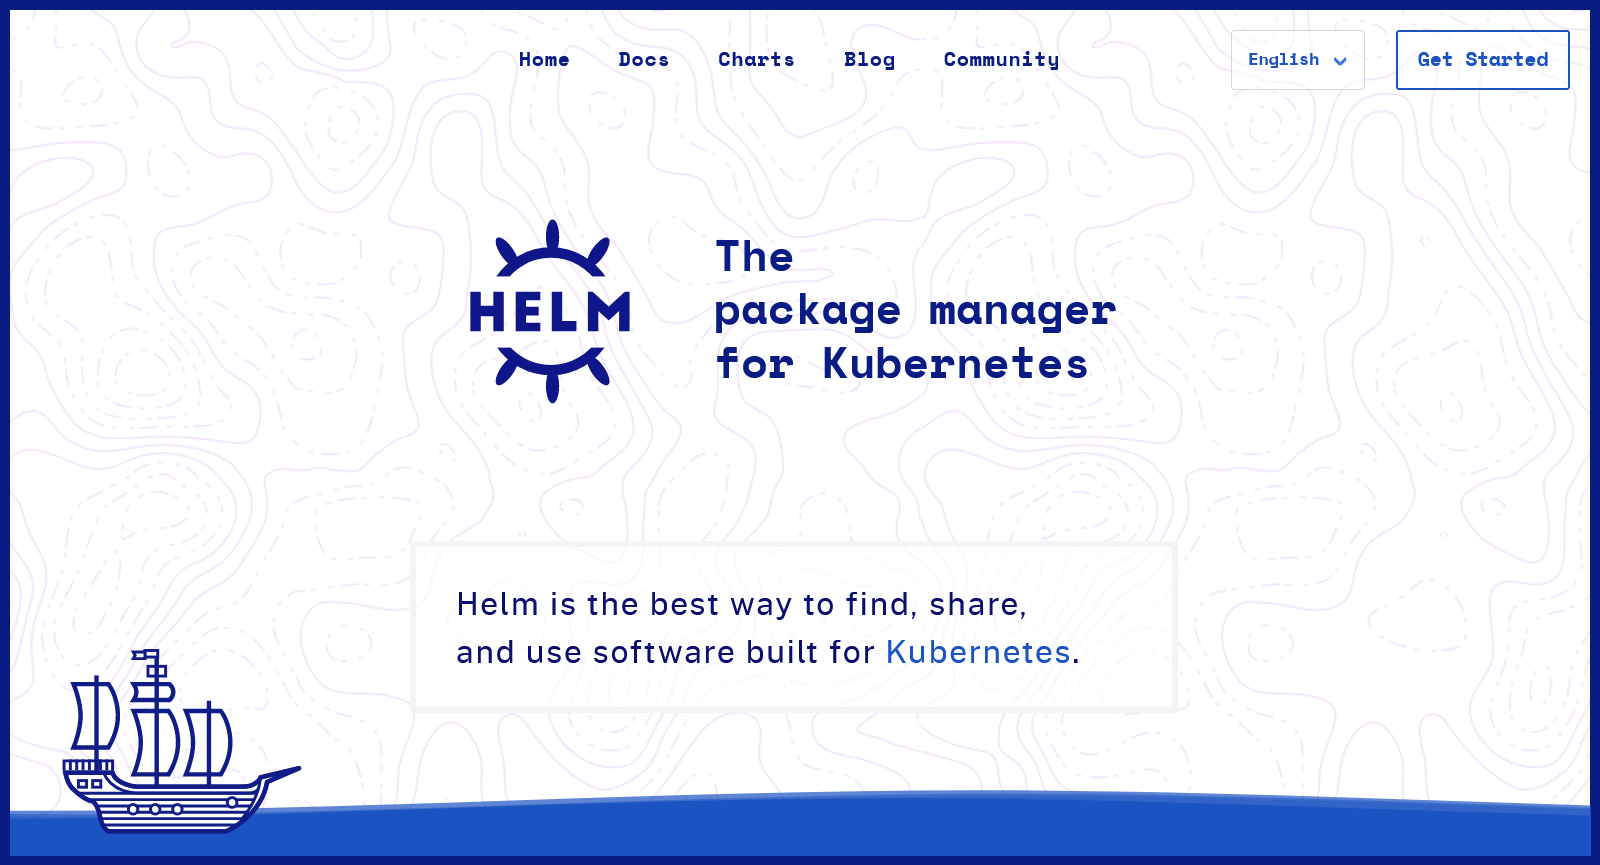 Home Docs Charts Blog Community English Get Started
HELM
The
package manager
for Kubernetes
Helm is the best way to find, share,
and use software built for Kubernetes.